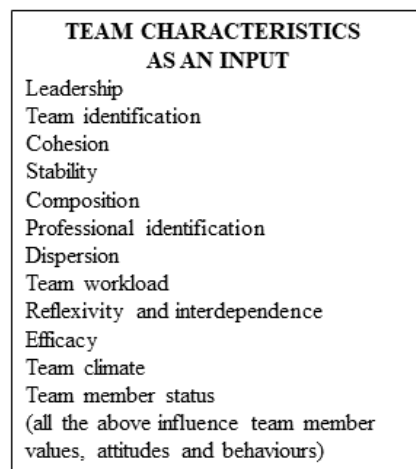 TEAM CHARACTERISTICS
AS AN INPUT
Leadership
Team identification
Cohesion
Stability
Composition
Professional identification
Dispersion
Team workload
Reflexivity and interdependence
Efficacy
Team climate
Team member status
(all the above influence team member
values, attitudes and behaviours)